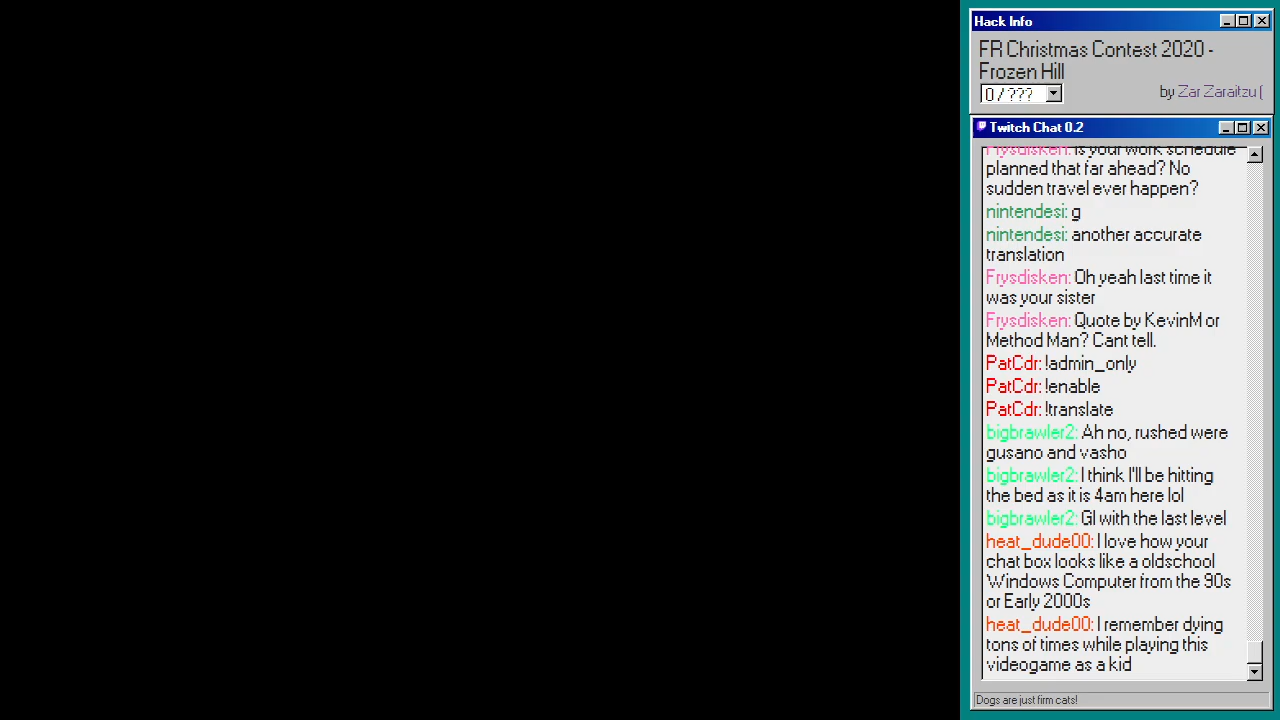 Hack Info
FR Christmas Contest 2020 -
Frozen Hill
0 / ???
by Zar Zaraitzu (
Twitch Chat 0.2
Frysdisken: Is your work schedule
planned that far ahead? No
sudden travel ever happen?
nintendesi: g
nintendesi: another accurate
translation
Frysdisken: Oh yeah last time it
was your sister
Frysdisken: Quote by KevinM or
Method Man? Cant tell.
PatCdr: !admin_only
PatCdr: !enable
PatCdr: !translate
bigbrawler2: Ah no, rushed were
gusano and vasho
bigbrawler2: I think I'll be hitting
the bed as it is 4am here lol
bigbrawler2: Gl with the last level
heat_dude00: I love how your
chat box looks like a oldschool
Windows Computer from the 90s
or Early 2000s
heat_dude00: I remember dying
tons of times while playing this
videogame as a kid
Dogs are just firm cats!